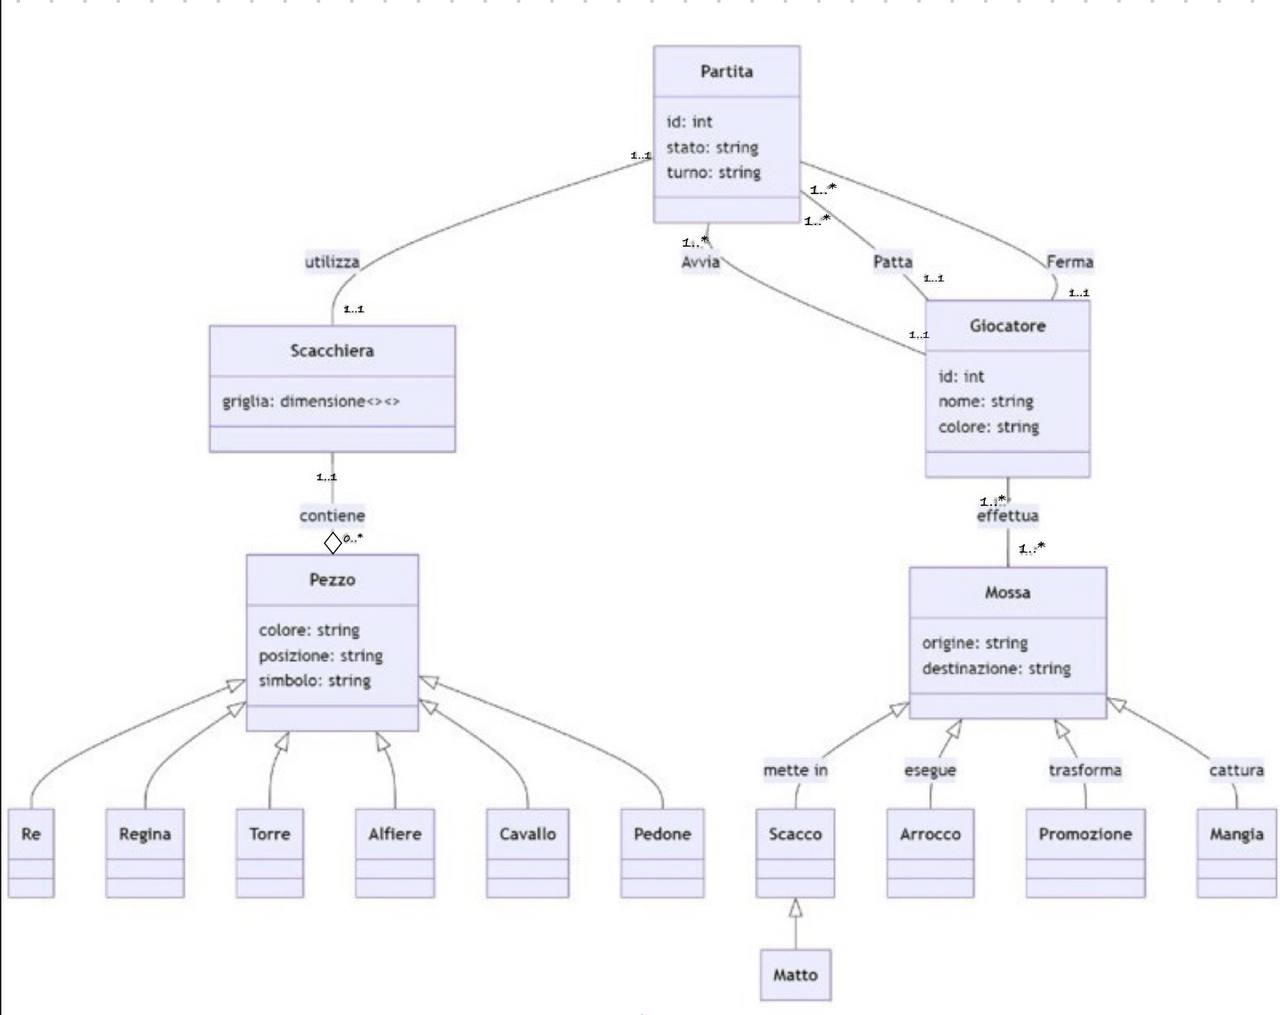 Partita
id: int
stato: string
turno: string
1..1
1..*
1..*
1..*
utilizza
Avvia
Patta
Ferma
1..1
1..1
1..1
1..1
Scacchiera
griglia: dimensione<><>
Giocatore
id: int
nome: string
colore: string
1..1
contiene
0..*
1..*
effettua
1..*
Pezzo
colore: string
posizione: string
simbolo: string
Mossa
origine: string
destinazione: string
mette in
esegue
trasforma
cattura
Re
Regina
Torre
Alfiere
Cavallo
Pedone
Scacco
Arrocco
Promozione
Mangia
Matto